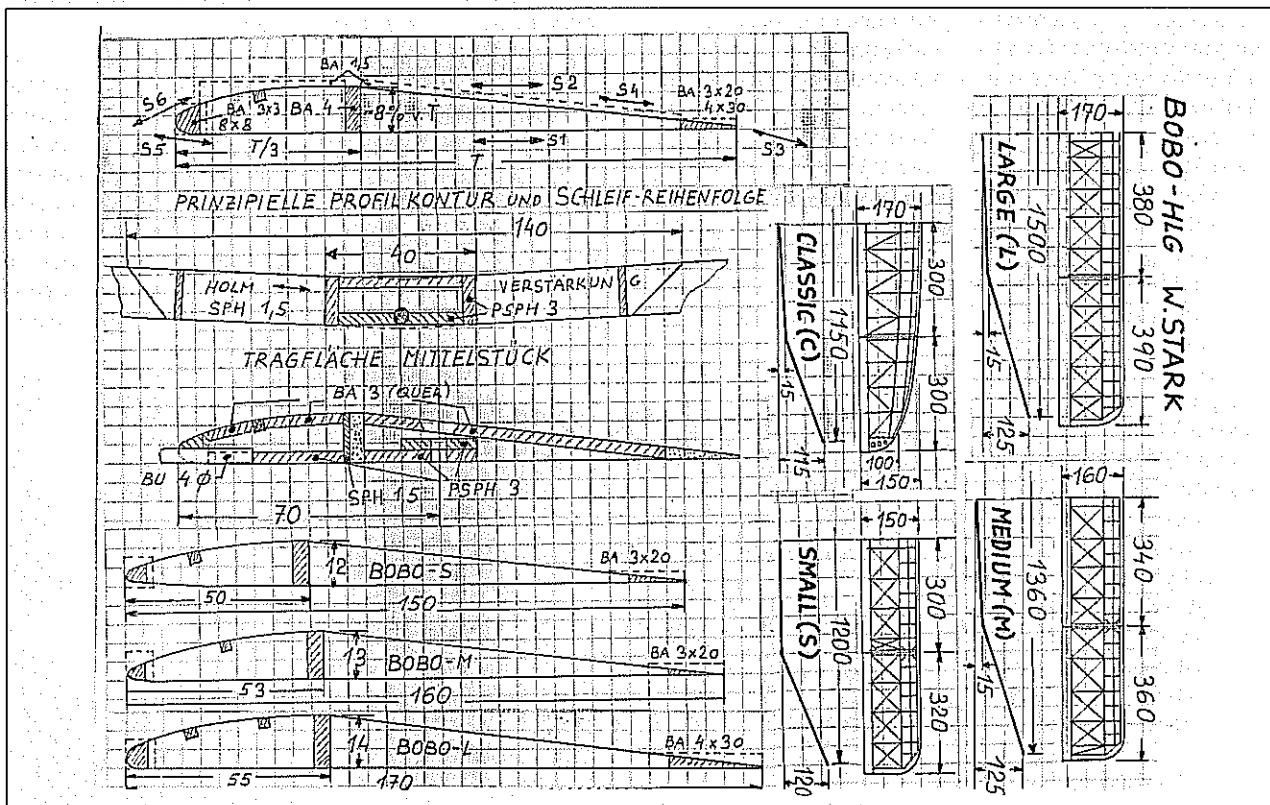 BA 1,5
S2
S4
BA 3x20
4x30
S6
BA 3x3
8x8
BA 4
~8% v. T
S5
T/3
S1
S3
T
PRINZIPIELLE PROFILKONTUR UND SCHLEIF-REIHENFOLGE
140
40
HOLM
SPH 1,5
VERSTÄRKUNG
PSPH 3
TRAGFLÄCHE MITTELSTÜCK
BA 3 (QUER)
BU 4 Φ
SPH 1,5
PSPH 3
70
12
BOBO-S
BA 3x20
50
150
13
BOBO-M
BA 3x20
53
160
14
BOBO-L
BA 4x30
55
170
CLASSIC (C)
1150
15
115
170
300
300
100
150
SMALL (S)
1200
120
150
300
320
BOBO-HLG W. STARK
LARGE (L)
1500
15
125
170
380
390
MEDIUM (M)
1360
15
125
160
340
360